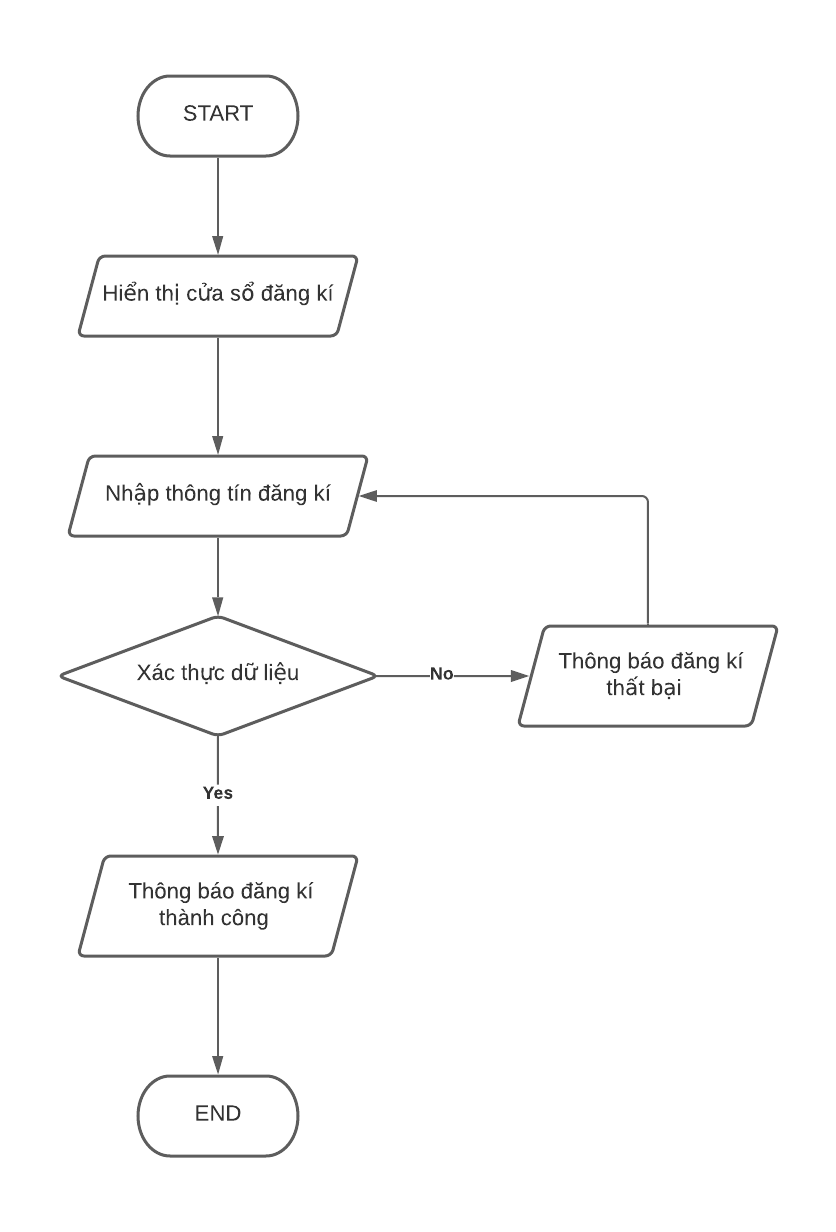 START
Hiển thị cửa sổ đăng kí
Nhập thông tín đăng kí
Xác thực dữ liệu
No
Thông báo đăng kí
thất bại
Yes
Thông báo đăng kí
thành công
END